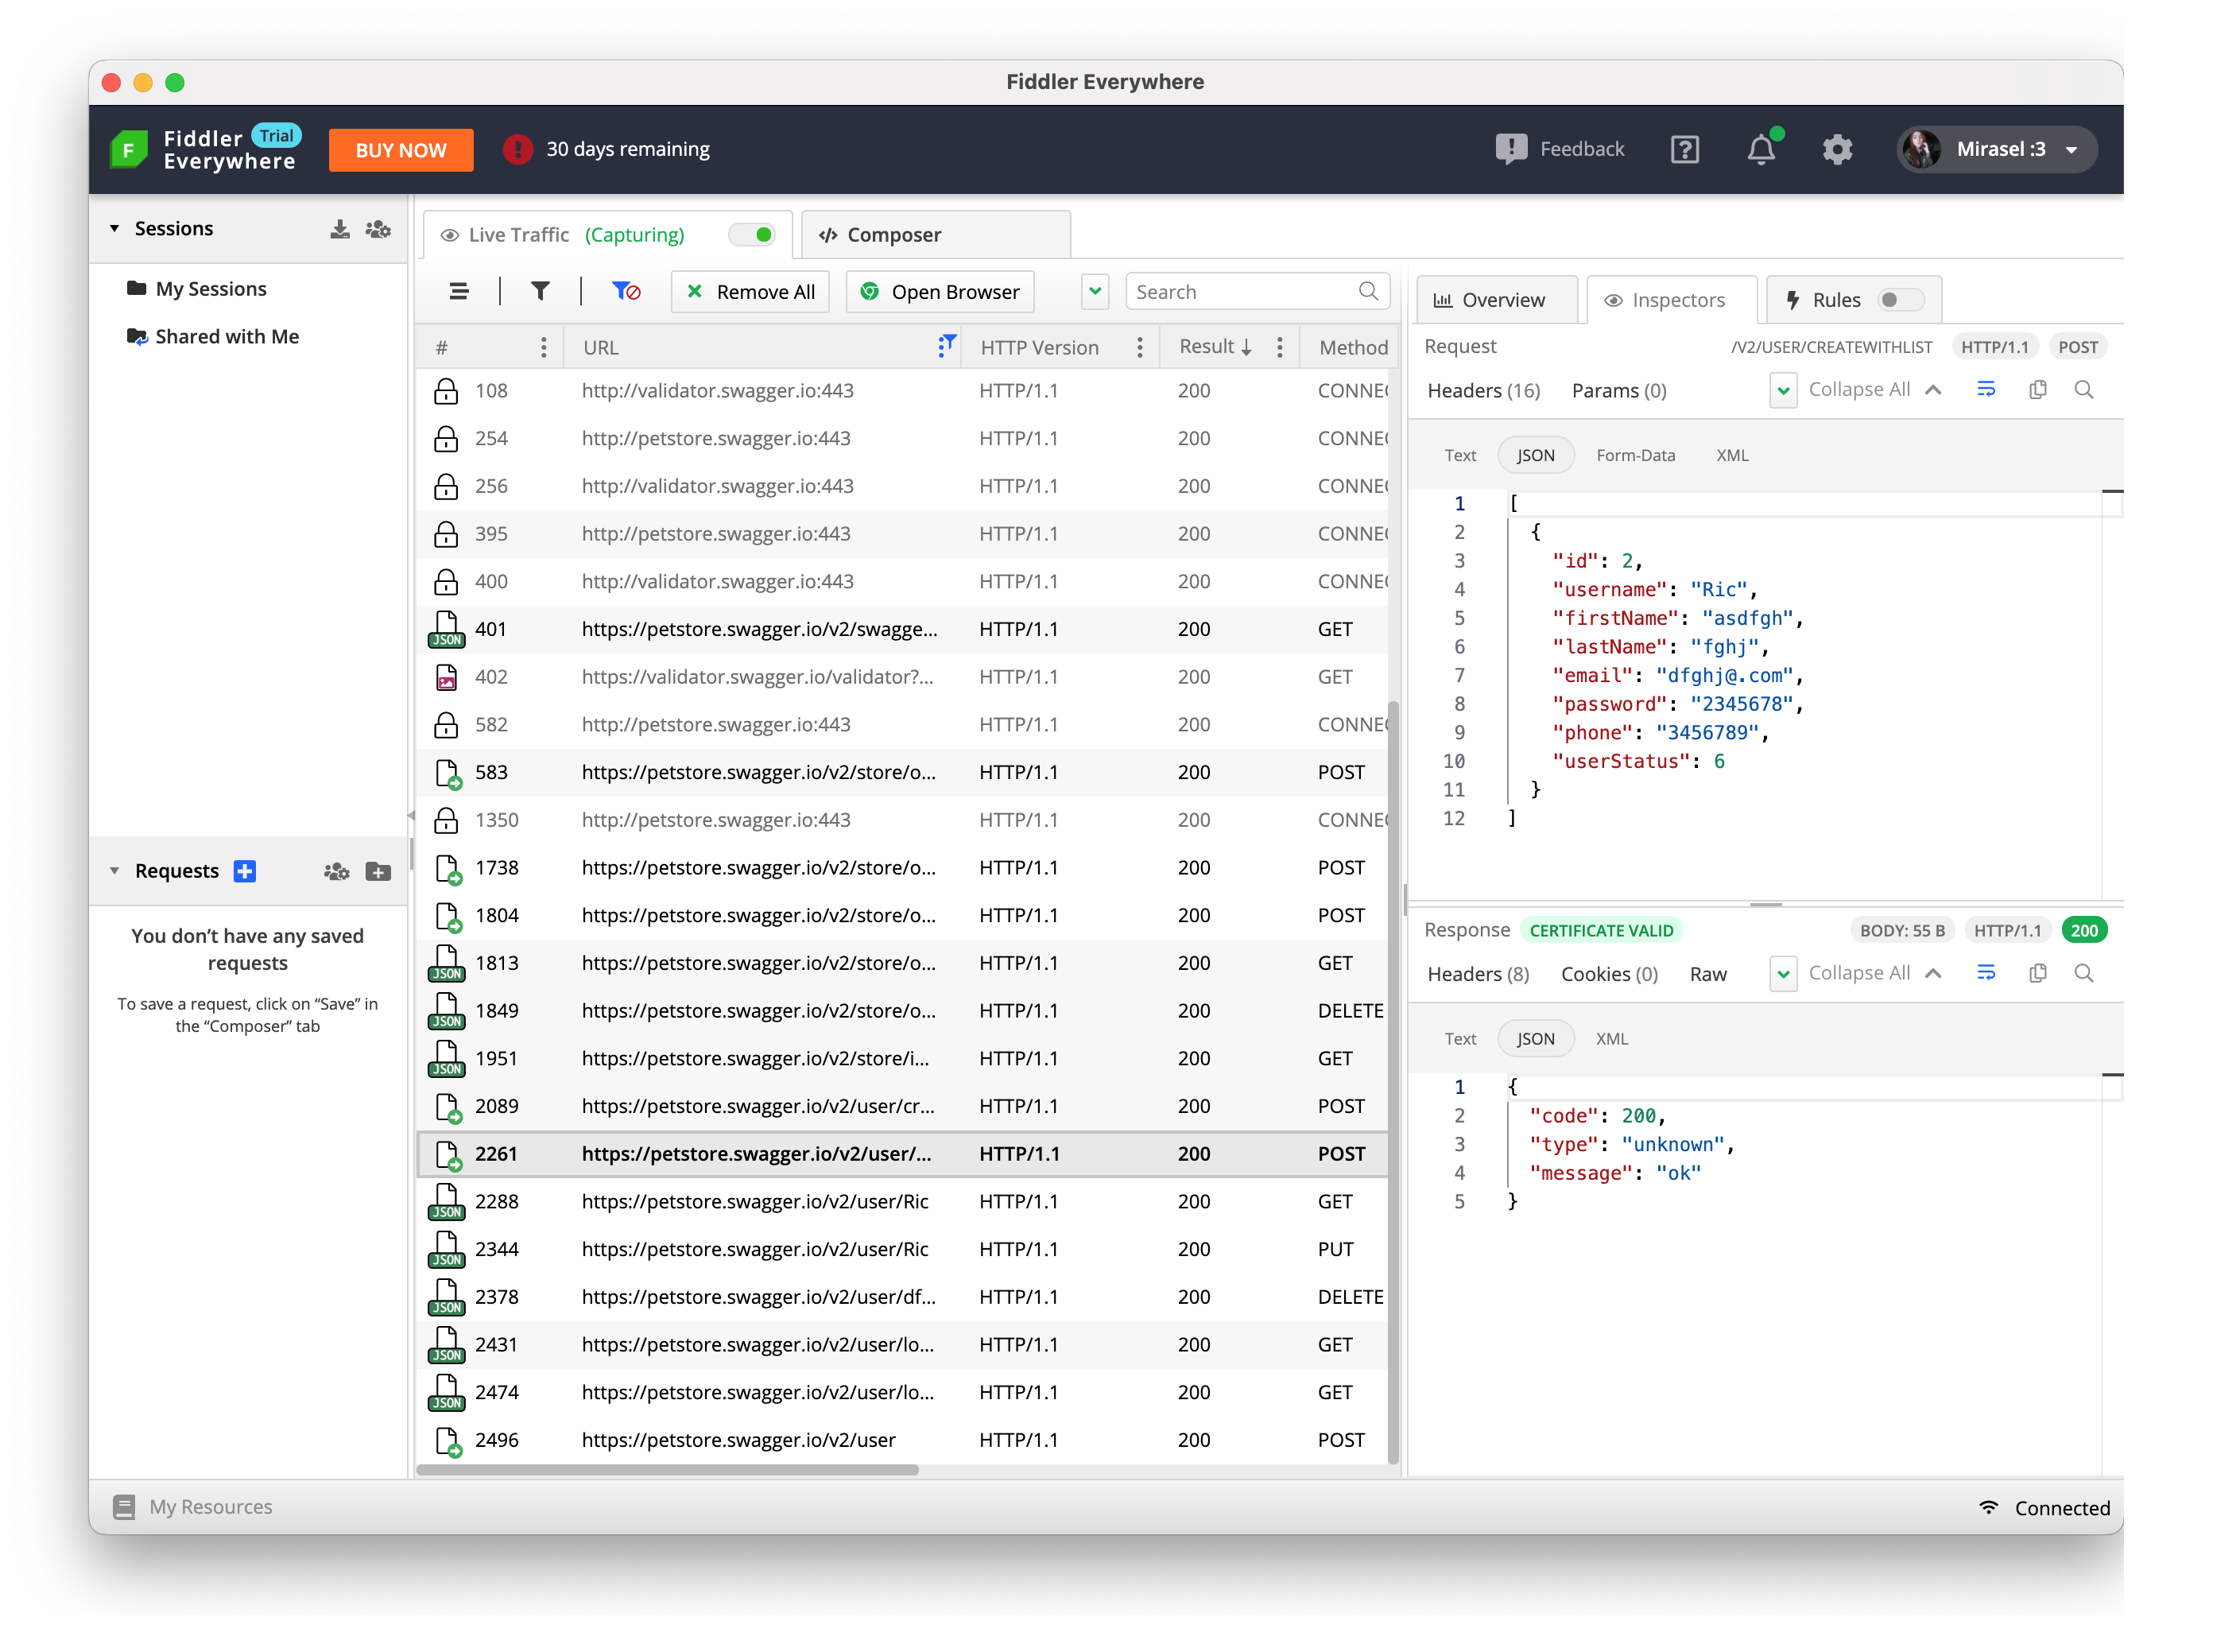 Fiddler Everywhere
Fiddler Trial
Everywhere
BUY NOW
30 days remaining
Feedback
Mirasel :3
Sessions
My Sessions
Shared with Me
Requests
You don't have any saved
requests
To save a request, click on "Save" in
the "Composer" tab
Live Traffic (Capturing)
Composer
Remove All
Open Browser
Search
# URL HTTP Version Result Method
108 http://validator.swagger.io:443 HTTP/1.1 200 CONNEC
254 http://petstore.swagger.io:443 HTTP/1.1 200 CONNEC
256 http://validator.swagger.io:443 HTTP/1.1 200 CONNEC
395 http://petstore.swagger.io:443 HTTP/1.1 200 CONNEC
400 http://validator.swagger.io:443 HTTP/1.1 200 CONNEC
JSON 401 https://petstore.swagger.io/v2/swagge... HTTP/1.1 200 GET
402 https://validator.swagger.io/validator?... HTTP/1.1 200 GET
582 http://petstore.swagger.io:443 HTTP/1.1 200 CONNEC
583 https://petstore.swagger.io/v2/store/o... HTTP/1.1 200 POST
1350 http://petstore.swagger.io:443 HTTP/1.1 200 CONNEC
1738 https://petstore.swagger.io/v2/store/o... HTTP/1.1 200 POST
1804 https://petstore.swagger.io/v2/store/o... HTTP/1.1 200 POST
JSON 1813 https://petstore.swagger.io/v2/store/o... HTTP/1.1 200 GET
JSON 1849 https://petstore.swagger.io/v2/store/o... HTTP/1.1 200 DELETE
JSON 1951 https://petstore.swagger.io/v2/store/i... HTTP/1.1 200 GET
2089 https://petstore.swagger.io/v2/user/cr... HTTP/1.1 200 POST
2261 https://petstore.swagger.io/v2/user/... HTTP/1.1 200 POST
JSON 2288 https://petstore.swagger.io/v2/user/Ric HTTP/1.1 200 GET
JSON 2344 https://petstore.swagger.io/v2/user/Ric HTTP/1.1 200 PUT
JSON 2378 https://petstore.swagger.io/v2/user/df... HTTP/1.1 200 DELETE
JSON 2431 https://petstore.swagger.io/v2/user/lo... HTTP/1.1 200 GET
JSON 2474 https://petstore.swagger.io/v2/user/lo... HTTP/1.1 200 GET
2496 https://petstore.swagger.io/v2/user HTTP/1.1 200 POST
Overview Inspectors Rules
Request /V2/USER/CREATEWITHLIST HTTP/1.1 POST
Headers (16) Params (0) Collapse All
Text JSON Form-Data XML
1 [
2 {
3 "id": 2,
4 "username": "Ric",
5 "firstName": "asdfgh",
6 "lastName": "fghj",
7 "email": "dfghj@.com",
8 "password": "2345678",
9 "phone": "3456789",
10 "userStatus": 6
11 }
12 ]
Response CERTIFICATE VALID BODY: 55 B HTTP/1.1 200
Headers (8) Cookies (0) Raw Collapse All
Text JSON XML
1 {
2 "code": 200,
3 "type": "unknown",
4 "message": "ok"
5 }
My Resources
Connected